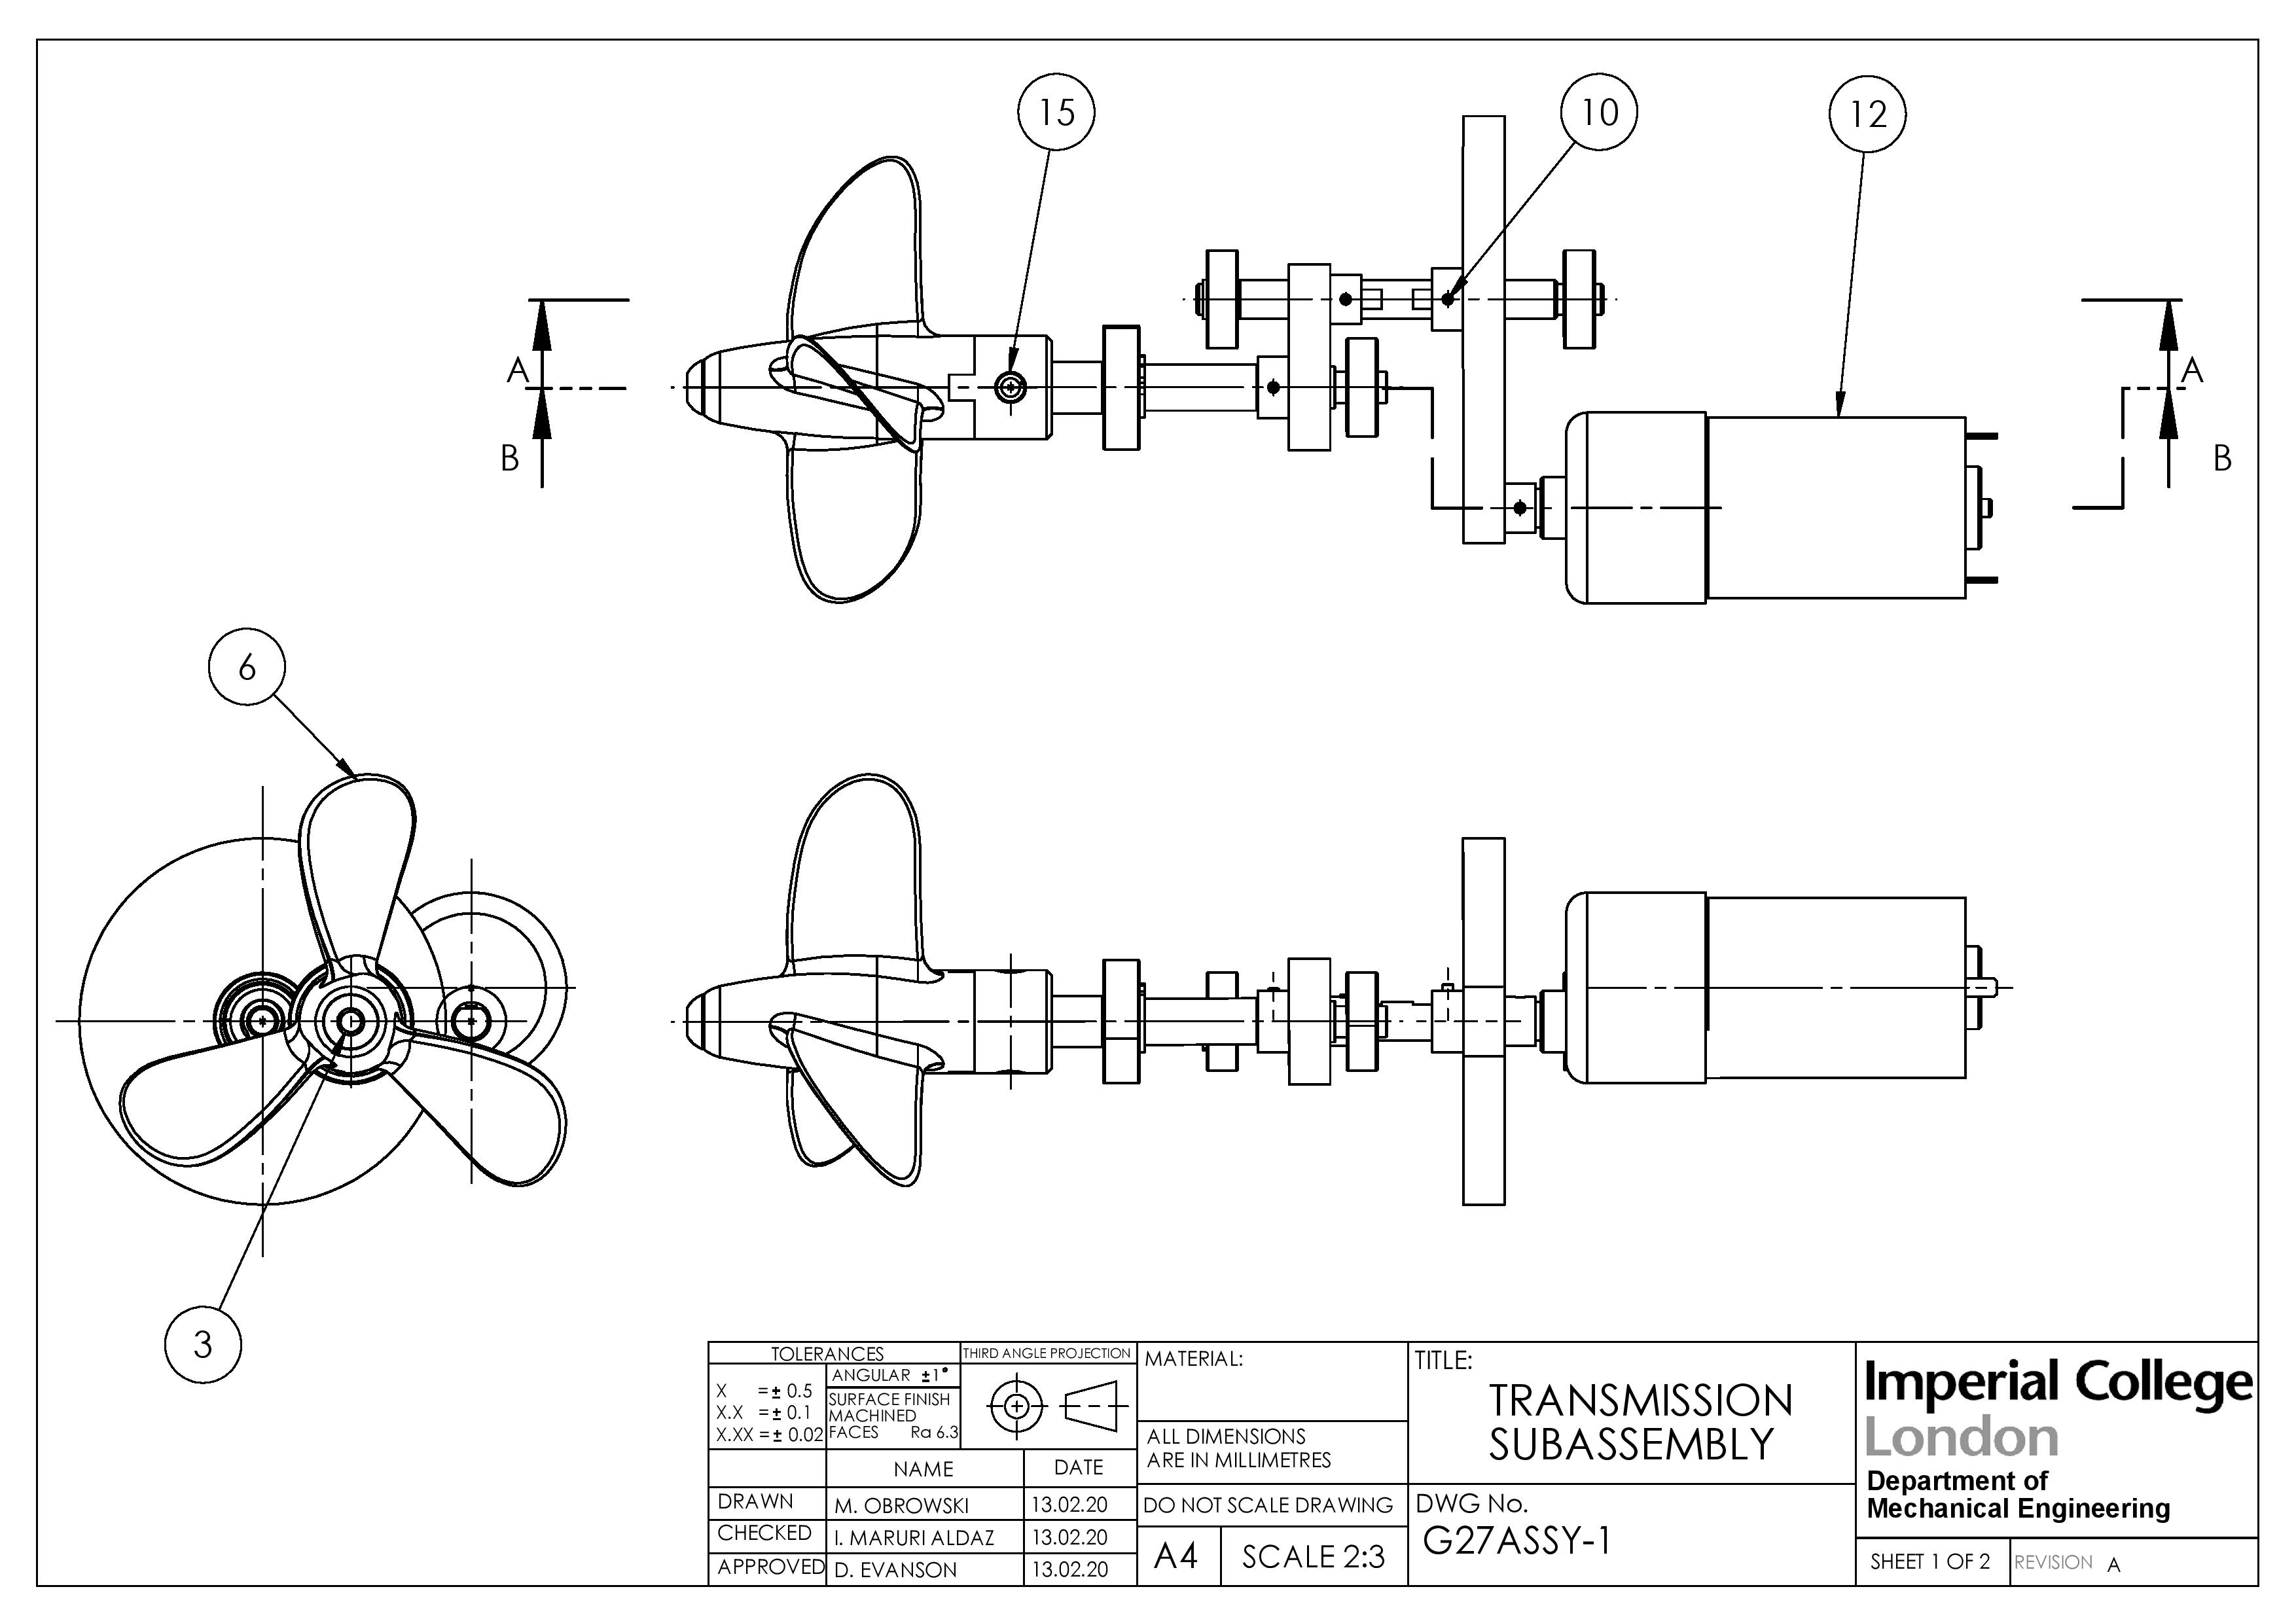 15
10
12
A
A
B
B
6
3
TOLERANCES
X = ± 0.5
X.X = ± 0.1
X.XX = ± 0.02
ANGULAR ±1°
SURFACE FINISH
MACHINED
FACES Ra 6.3
THIRD ANGLE PROJECTION
NAME DATE
DRAWN M. OBROWSKI 13.02.20
CHECKED I. MARURI ALDAZ 13.02.20
APPROVED D. EVANSON 13.02.20
MATERIAL:
ALL DIMENSIONS
ARE IN MILLIMETRES
DO NOT SCALE DRAWING
A4 SCALE 2:3
TITLE:
TRANSMISSION
SUBASSEMBLY
DWG No.
G27ASSY-1
Imperial College
London
Department of
Mechanical Engineering
SHEET 1 OF 2 REVISION A